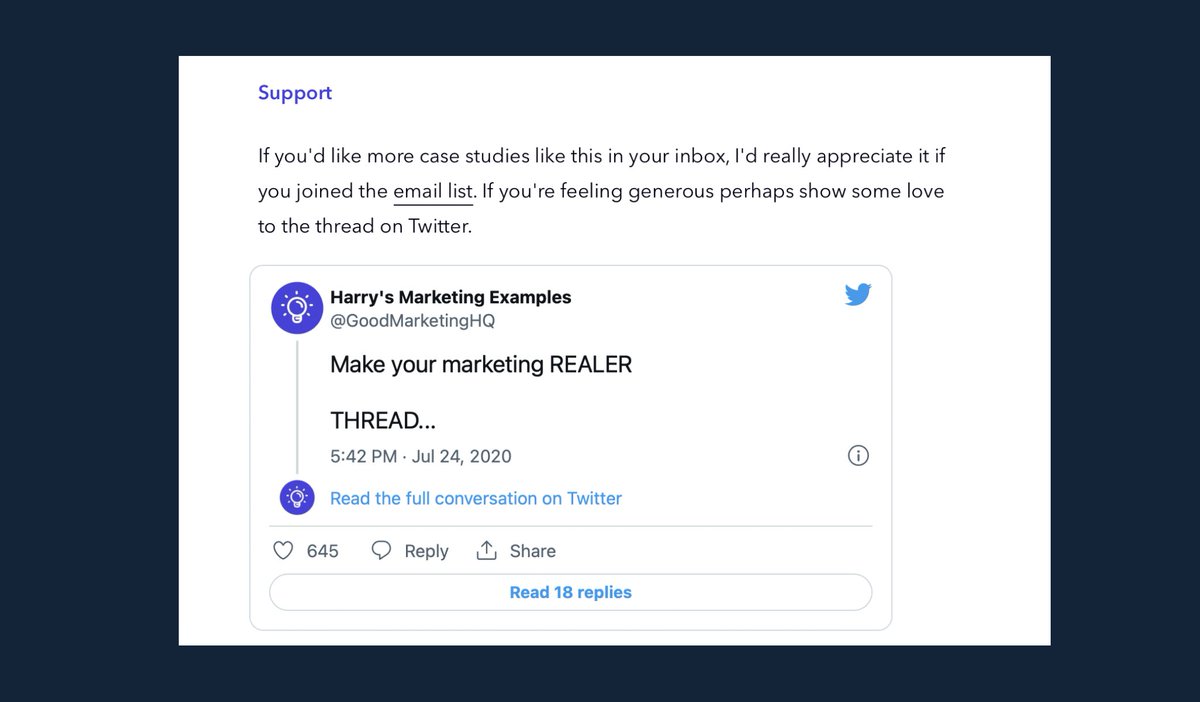 Support
If you'd like more case studies like this in your inbox, I'd really appreciate it if
you joined the email list. If you're feeling generous perhaps show some love
to the thread on Twitter.
Harry's Marketing Examples
@GoodMarketingHQ
Make your marketing REALER
THREAD...
5:42 PM · Jul 24, 2020
Read the full conversation on Twitter
645 Reply Share
Read 18 replies